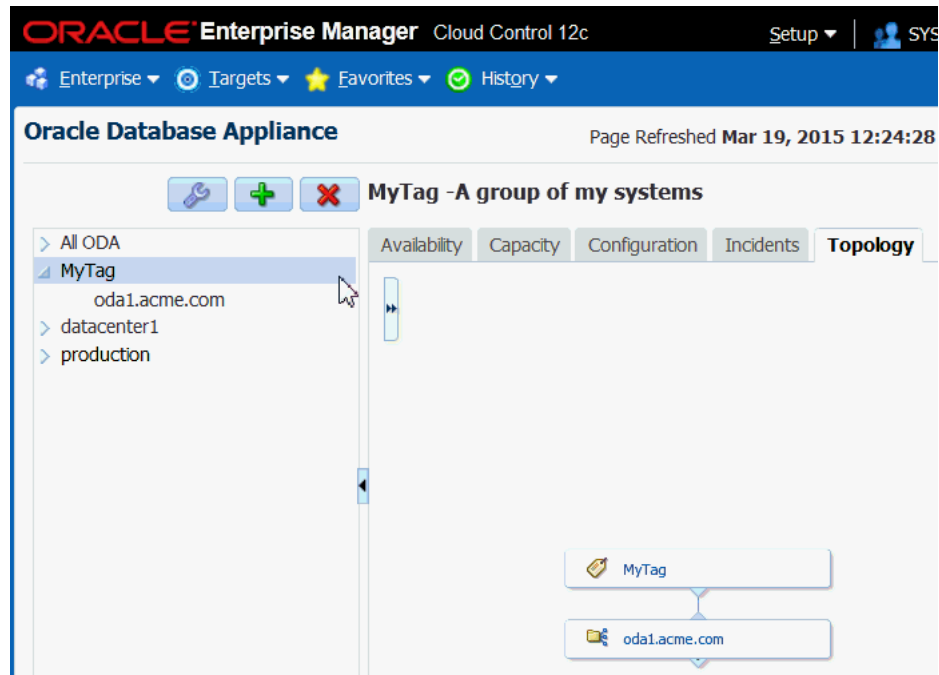 ORACLE Enterprise Manager Cloud Control 12c Setup SYS
Enterprise Targets Favorites History
Oracle Database Appliance Page Refreshed Mar 19, 2015 12:24:28
MyTag -A group of my systems
All ODA
MyTag
oda1.acme.com
datacenter1
production
Availability Capacity Configuration Incidents Topology
MyTag
oda1.acme.com